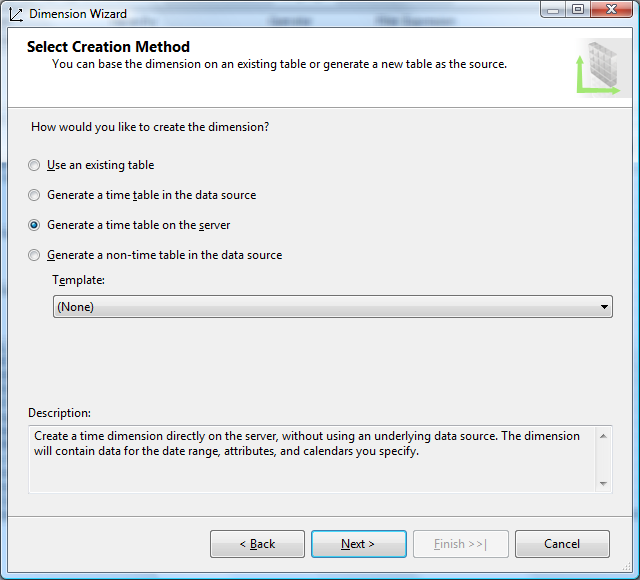 Dimension Wizard
Select Creation Method
You can base the dimension on an existing table or generate a new table as the source.
How would you like to create the dimension?
Use an existing table
Generate a time table in the data source
Generate a time table on the server
Generate a non-time table in the data source
Template:
(None)
Description:
Create a time dimension directly on the server, without using an underlying data source. The dimension
will contain data for the date range, attributes, and calendars you specify.
< Back
Next >
Finish >>|
Cancel